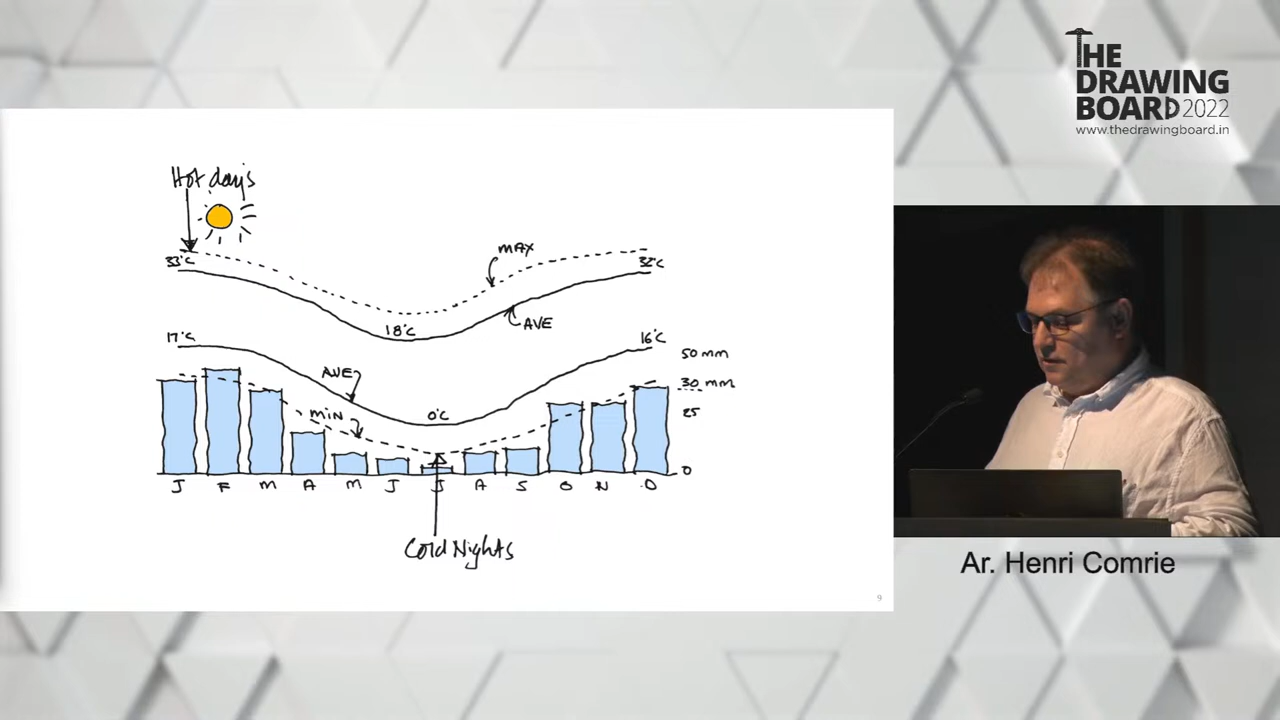 THE
DRAWING
BOARD 2022
www.thedrawingboard.in
Hot days
33°C
MAX
32°C
18°C
AVE
17°C
16°C
50 mm
AVE
30 mm
MIN
0°C
25
0
J F M A M J J A S O N D
Cold Nights
9
Ar. Henri Comrie